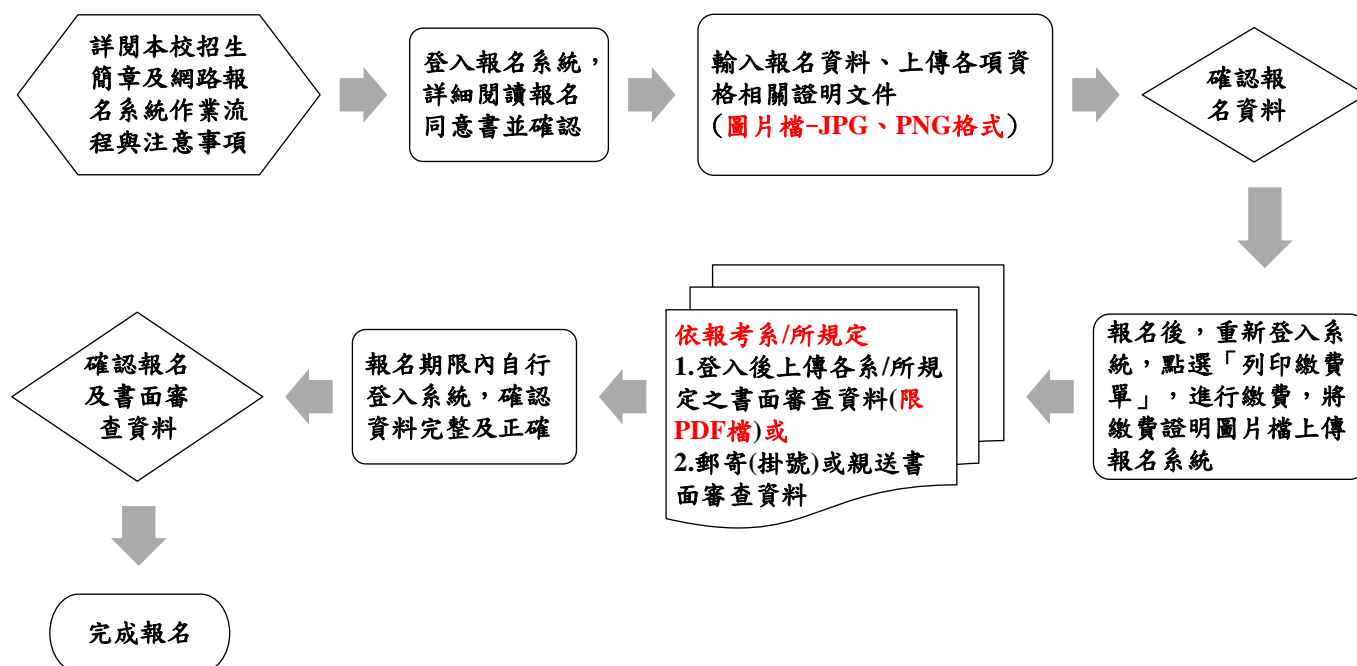 詳閱本校招生
簡章及網路報
名系統作業流
程與注意事項
登入報名系統，
詳細閱讀報名
同意書並確認
輸入報名資料、上傳各項資
格相關證明文件
（圖片檔-JPG、PNG格式）
確認報
名資料
報名後，重新登入系
統，點選「列印繳費
單」，進行繳費，將
繳費證明圖片檔上傳
報名系統
依報考系/所規定
1.登入後上傳各系/所規
定之書面審查資料(限
PDF檔)或
2.郵寄(掛號)或親送書
面審查資料
報名期限內自行
登入系統，確認
資料完整及正確
確認報名
及書面審
查資料
完成報名